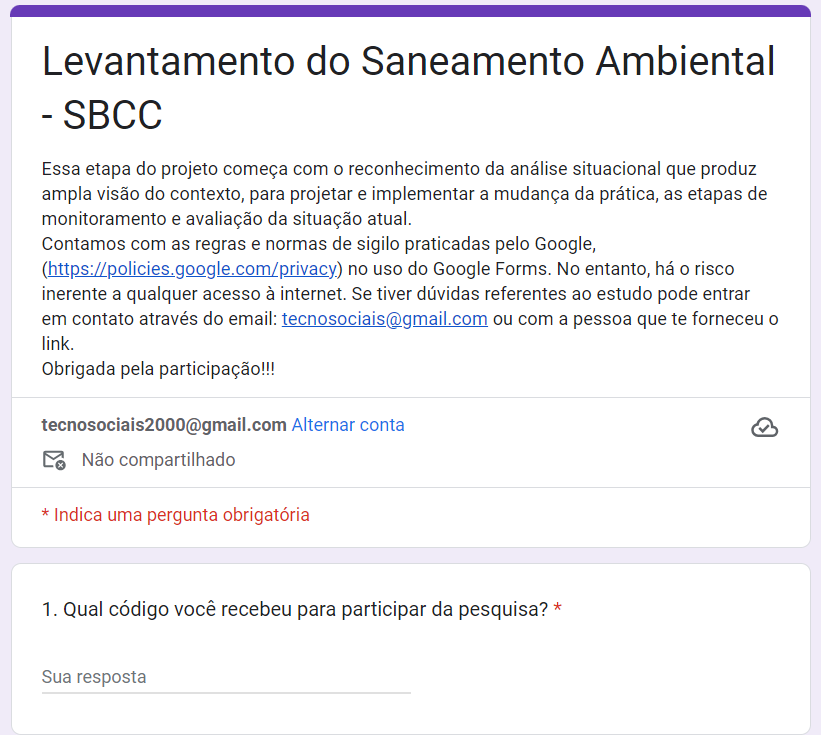 Levantamento do Saneamento Ambiental
- SBCC
Essa etapa do projeto começa com o reconhecimento da análise situacional que produz
ampla visão do contexto, para projetar e implementar a mudança da prática, as etapas de
monitoramento e avaliação da situação atual.
Contamos com as regras e normas de sigilo praticadas pelo Google,
(https://policies.google.com/privacy) no uso do Google Forms. No entanto, há o risco
inerente a qualquer acesso à internet. Se tiver dúvidas referentes ao estudo pode entrar
em contato através do email: tecnosociais@gmail.com ou com a pessoa que te forneceu o
link.
Obrigada pela participação!!!
tecnosociais2000@gmail.com Alternar conta
Não compartilhado
* Indica uma pergunta obrigatória
1. Qual código você recebeu para participar da pesquisa? *
Sua resposta